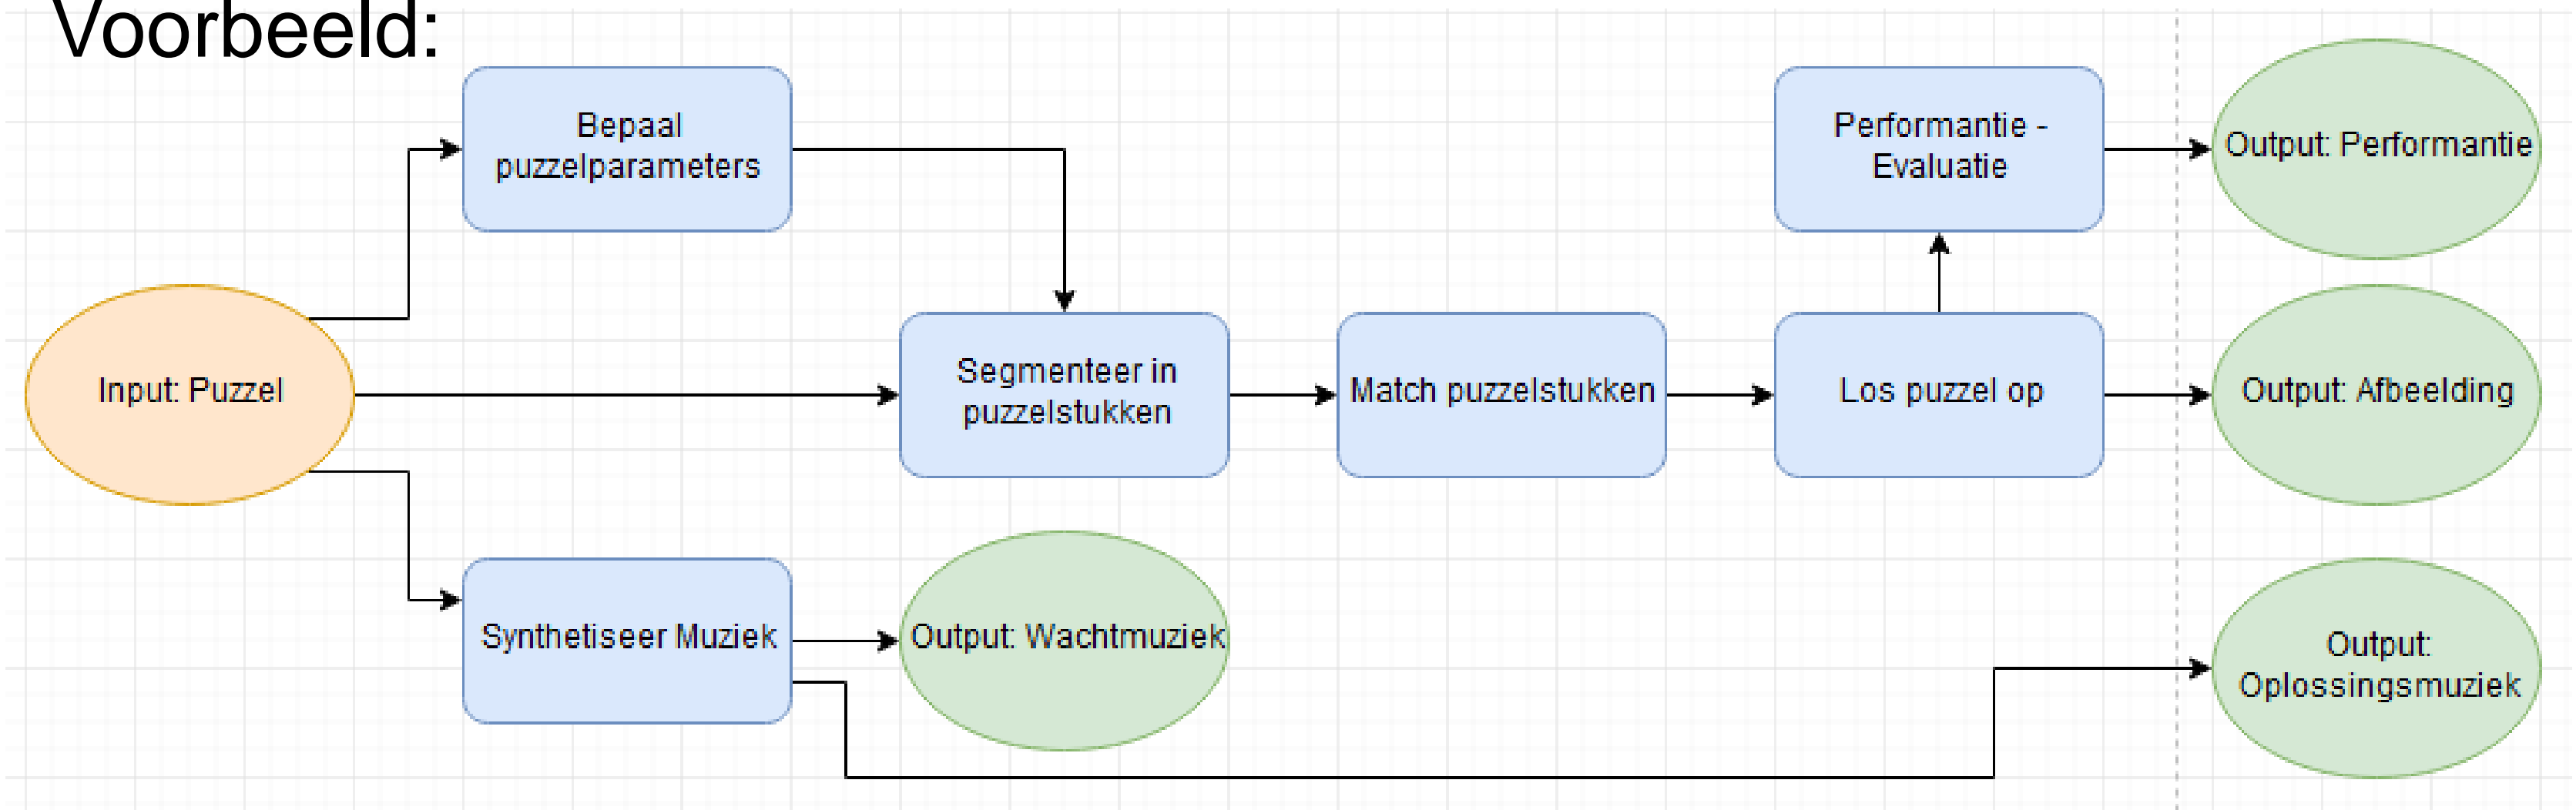 Voorbeeld:
Bepaal
puzzelparameters
Performantie -
Evaluatie
Output: Performantie
Input: Puzzel
Segmenteer in
puzzelstukken
Match puzzelstukken
Los puzzel op
Output: Afbeelding
Synthetiseer Muziek
Output: Wachtmuziek
Output:
Oplossingsmuziek